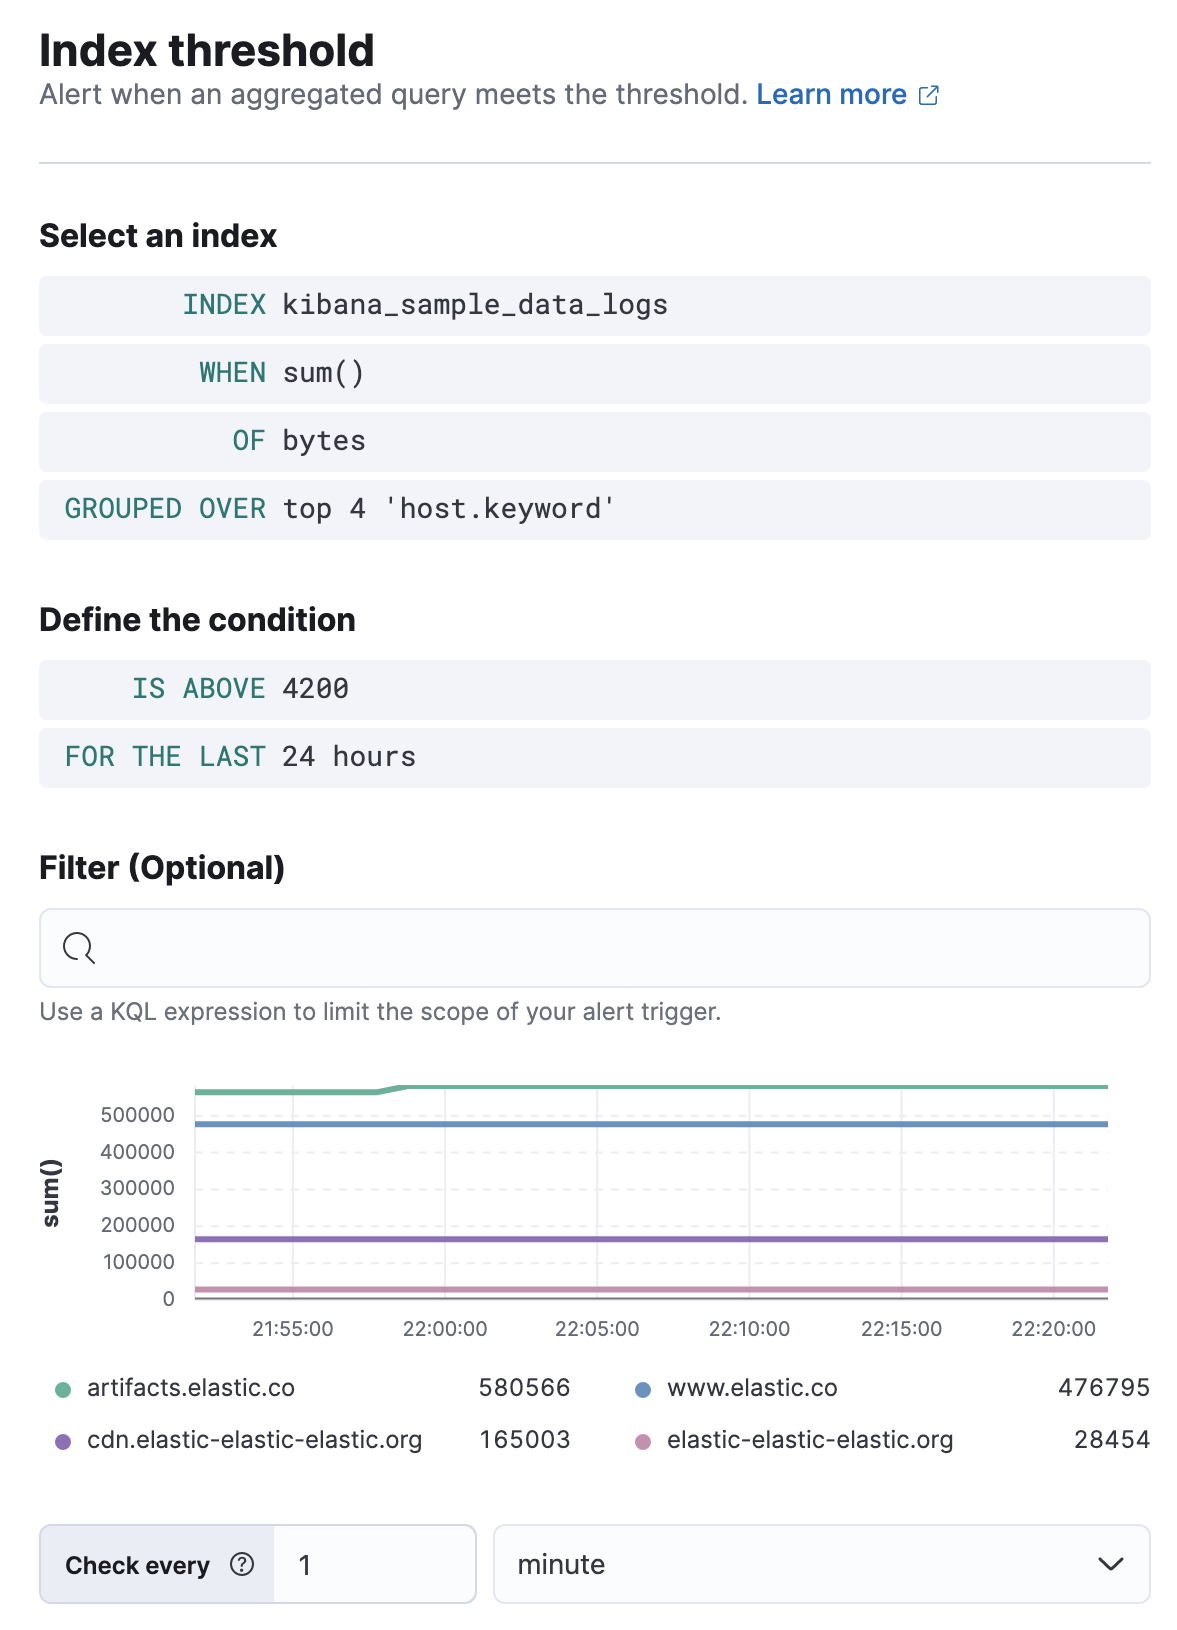 Index threshold
Alert when an aggregated query meets the threshold. Learn more
Select an index
INDEX kibana_sample_data_logs
WHEN sum()
OF bytes
GROUPED OVER top 4 'host.keyword'
Define the condition
IS ABOVE 4200
FOR THE LAST 24 hours
Filter (Optional)
Use a KQL expression to limit the scope of your alert trigger.
sum()
500000
400000
300000
200000
100000
0
21:55:00 22:00:00 22:05:00 22:10:00 22:15:00 22:20:00
artifacts.elastic.co 580566 www.elastic.co 476795
cdn.elastic-elastic-elastic.org 165003 elastic-elastic-elastic.org 28454
Check every 1 minute